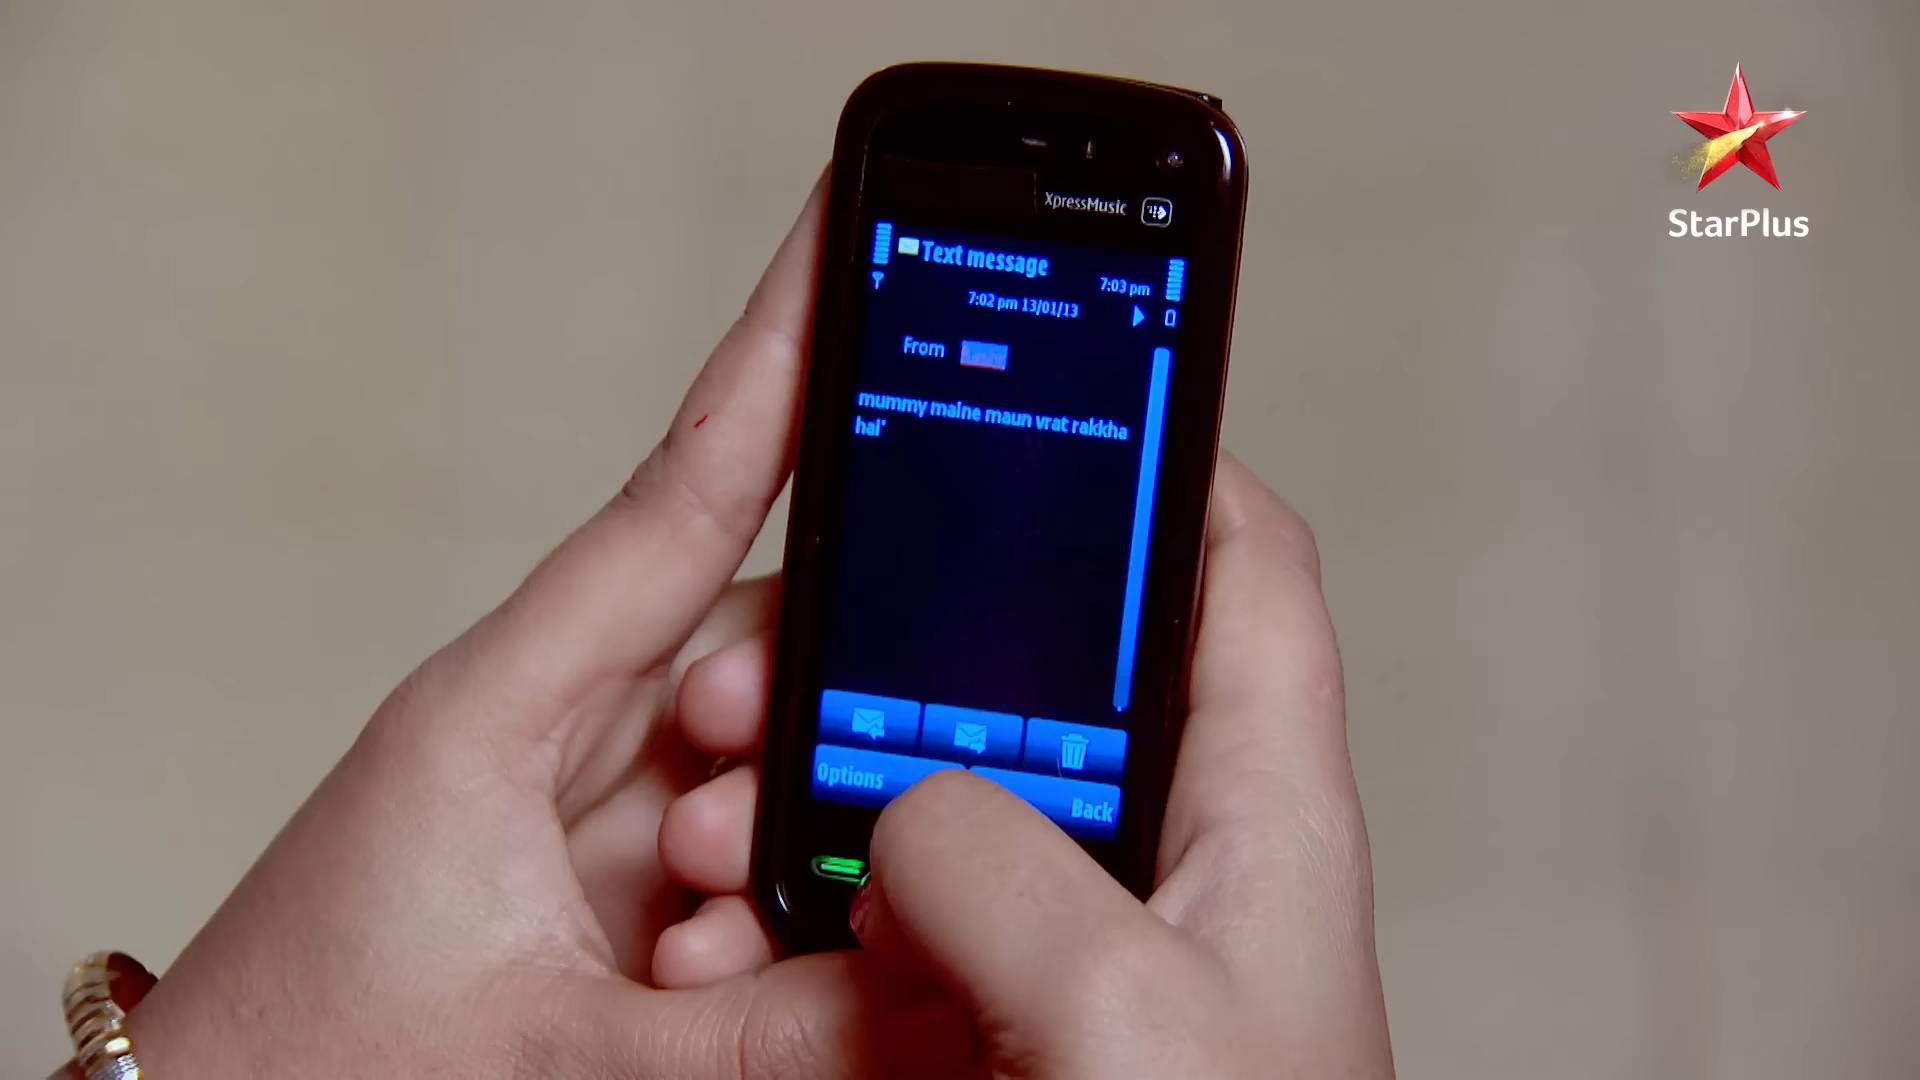 StarPlus
XpressMusic
Text message
7:03 pm
7:02 pm 13/01/13
From
mummy maine maun vrat rakkha
hai'
Options
Back